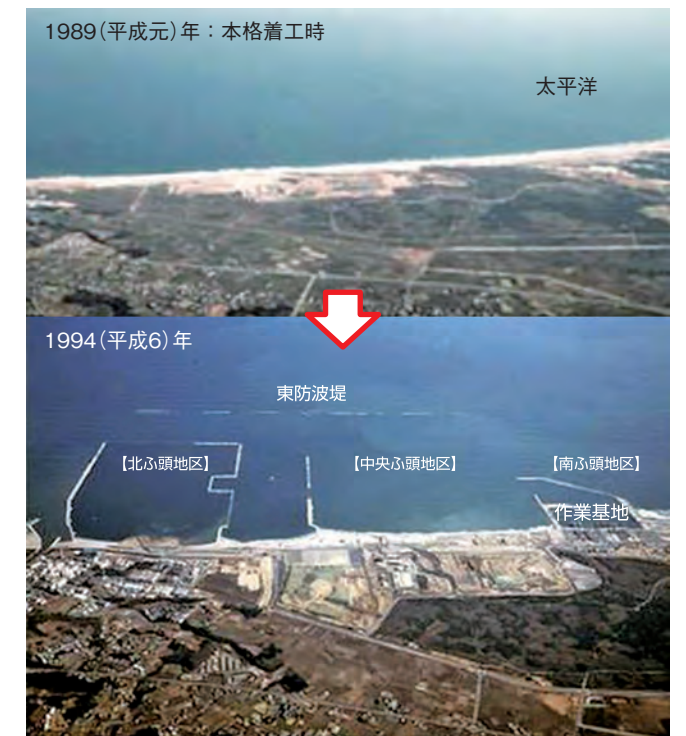 1989(平成元)年：本格着工時
太平洋
1994(平成6)年
東防波堤
【北ふ頭地区】
【中央ふ頭地区】
【南ふ頭地区】
作業基地